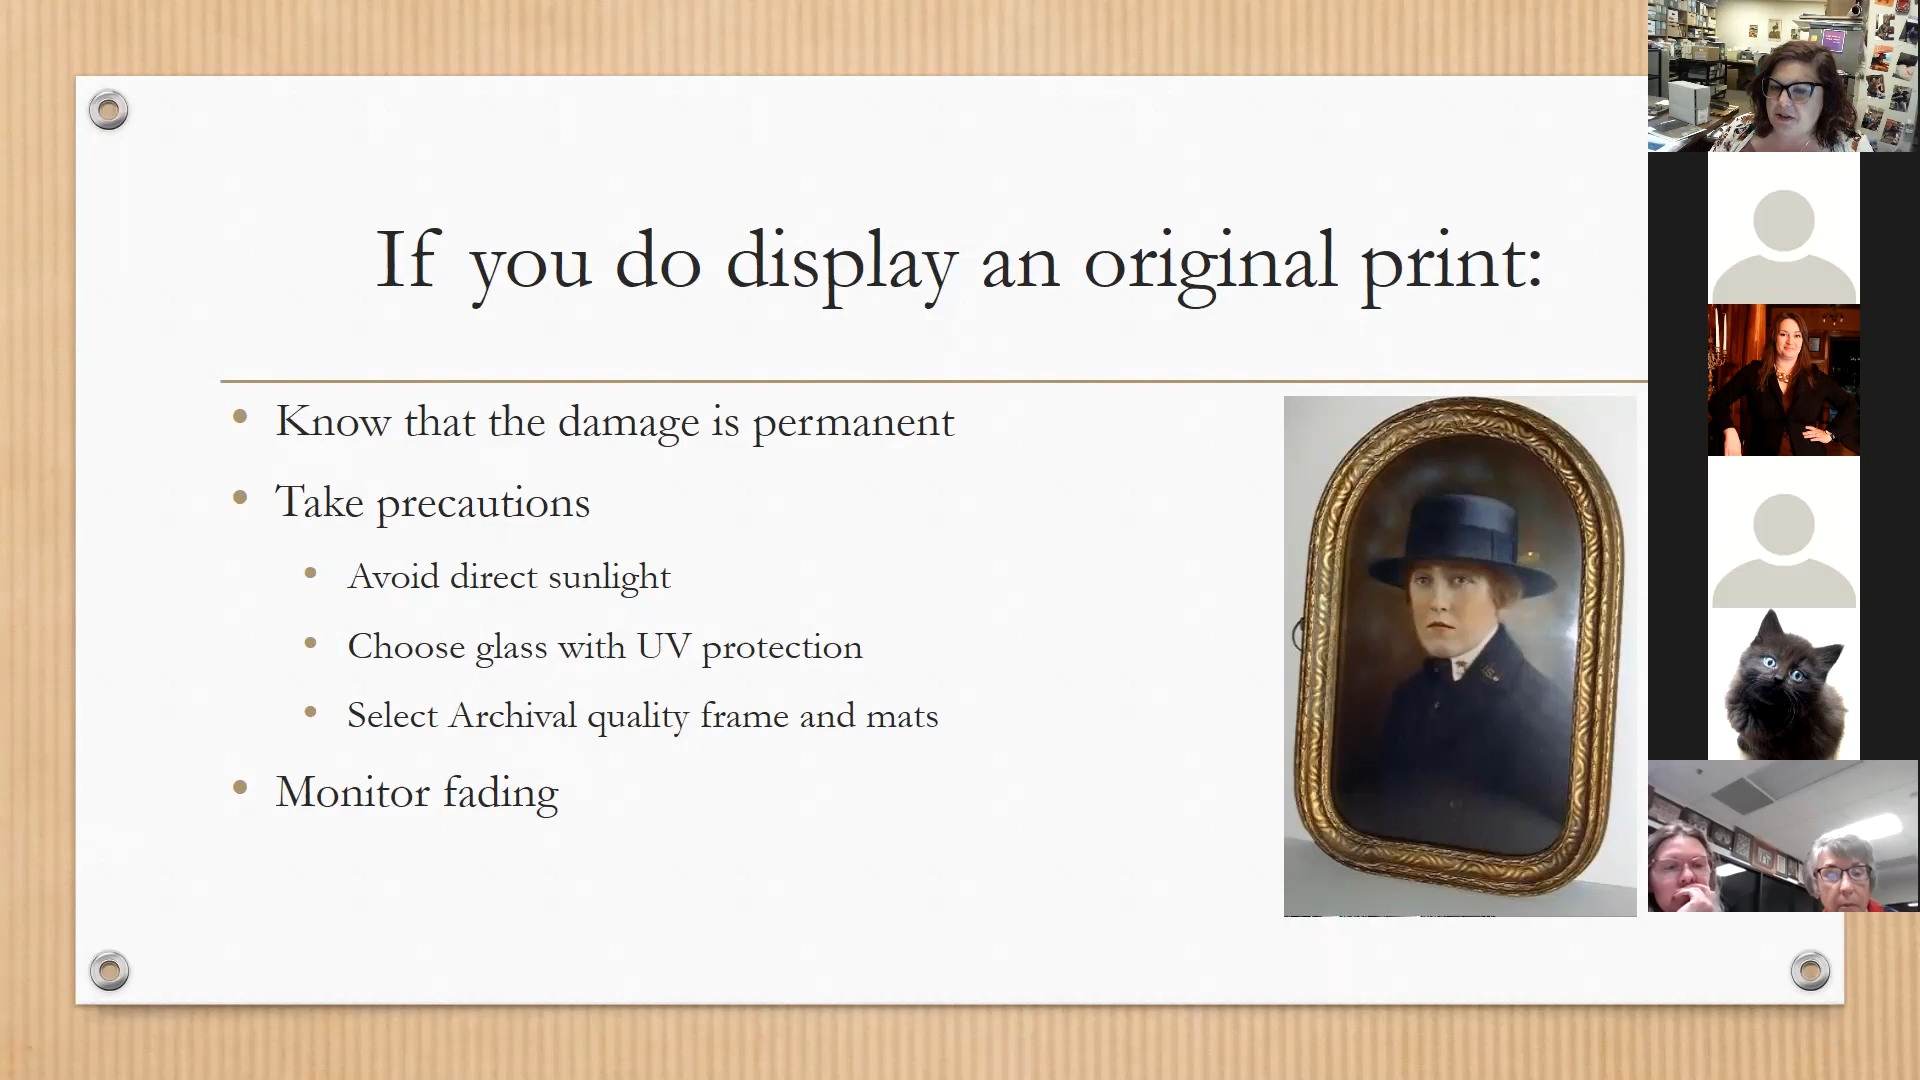 If you do display an original print:
• Know that the damage is permanent
• Take precautions
• Avoid direct sunlight
• Choose glass with UV protection
• Select Archival quality frame and mats
• Monitor fading